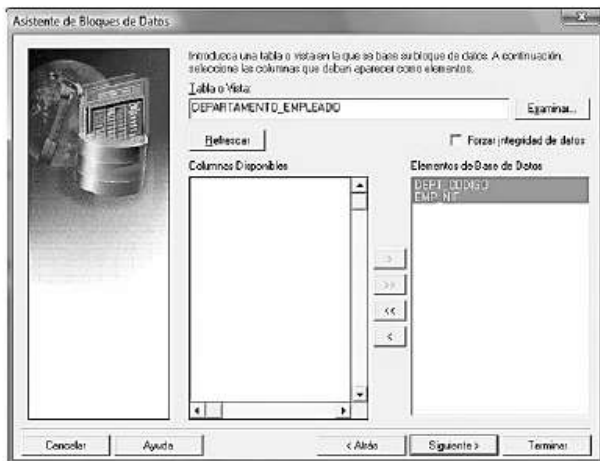 Asistente de Bloques de Datos
Introduzca una tabla o vista en la que se base su bloque de datos. A continuación,
seleccione las columnas que deban aparecer como elementos.
Tabla o Vista:
DEPARTAMENTO_EMPLEADO
Examinar...
Refrescar
Forzar integridad de datos
Columnas Disponibles
Elementos de Base de Datos
DEPT_CODIGO
EMP_NIF
>
>>
<<
<
Cancelar
Ayuda
< Atrás
Siguiente >
Terminar